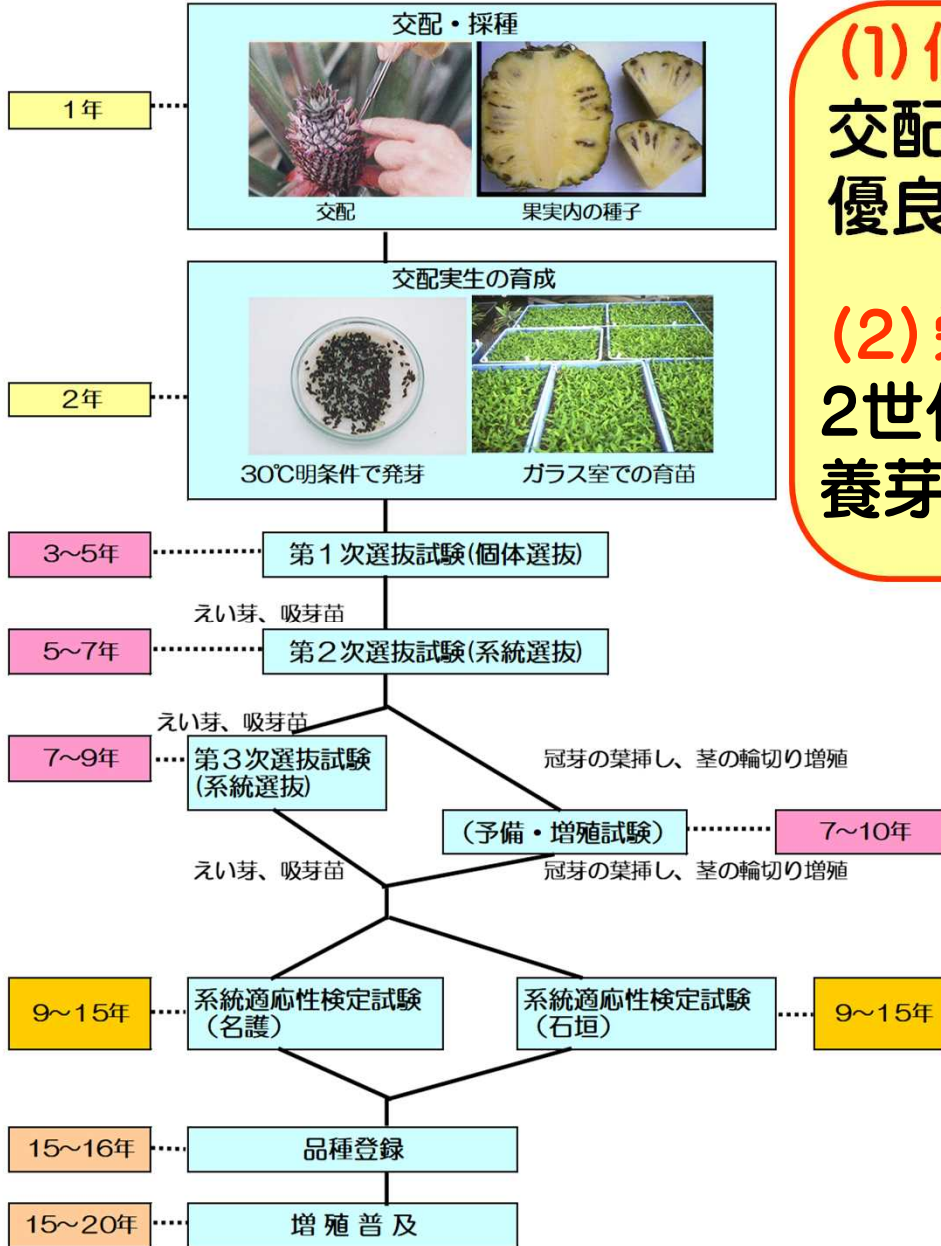 交配・採種
1年
交配
果実内の種子
交配実生の育成
2年
30℃明条件で発芽
ガラス室での育苗
3～5年
第1次選抜試験(個体選抜)
えい芽、吸芽苗
5～7年
第2次選抜試験(系統選抜)
えい芽、吸芽苗
7～9年
第3次選抜試験
(系統選抜)
冠芽の葉挿し、茎の輪切り増殖
（予備・増殖試験）
7～10年
えい芽、吸芽苗
冠芽の葉挿し、茎の輪切り増殖
9～15年
系統適応性検定試験
（名護）
系統適応性検定試験
（石垣）
9～15年
15～16年
品種登録
15～20年
増殖普及
(1)
交配
優良
(2)
2世代
養芽